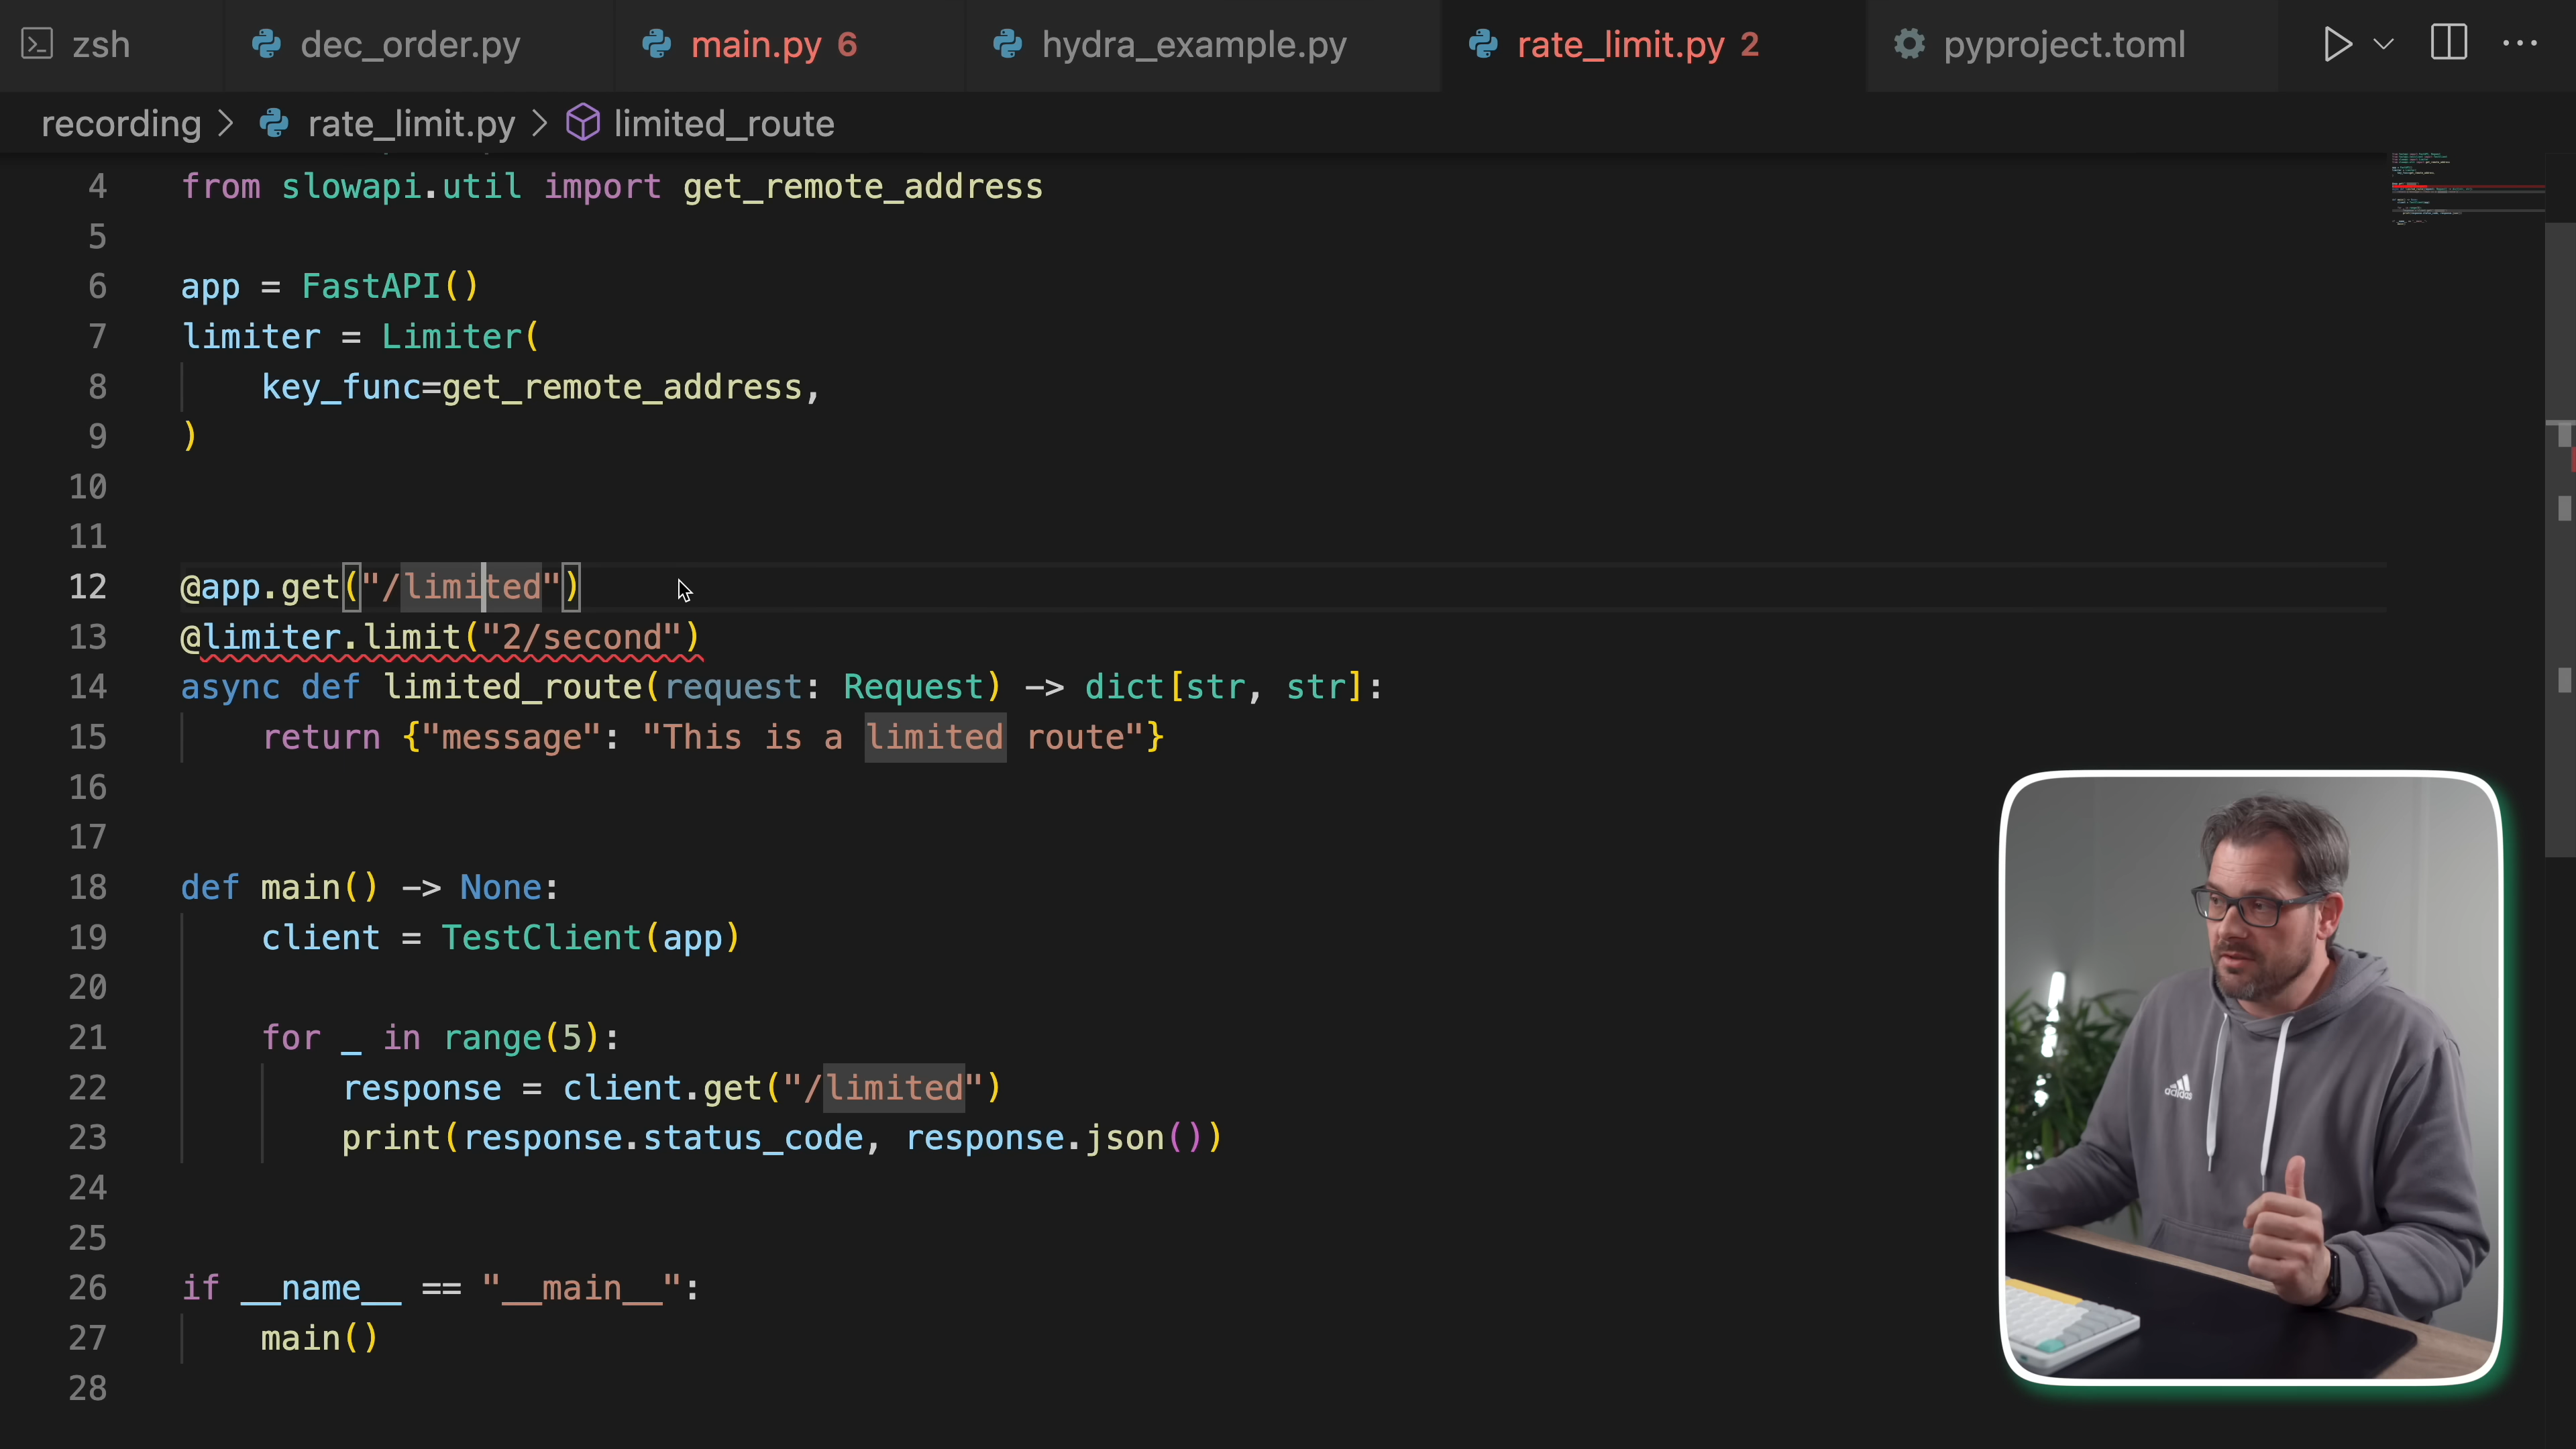 zsh
dec_order.py
main.py 6
hydra_example.py
rate_limit.py 2
pyproject.toml
recording > rate_limit.py > limited_route
4 from slowapi.util import get_remote_address
5
6 app = FastAPI()
7 limiter = Limiter(
8 key_func=get_remote_address,
9 )
10
11
12 @app.get("/limited")
13 @limiter.limit("2/second")
14 async def limited_route(request: Request) -> dict[str, str]:
15 return {"message": "This is a limited route"}
16
17
18 def main() -> None:
19 client = TestClient(app)
20
21 for _ in range(5):
22 response = client.get("/limited")
23 print(response.status_code, response.json())
24
25
26 if __name__ == "__main__":
27 main()
28
adidas